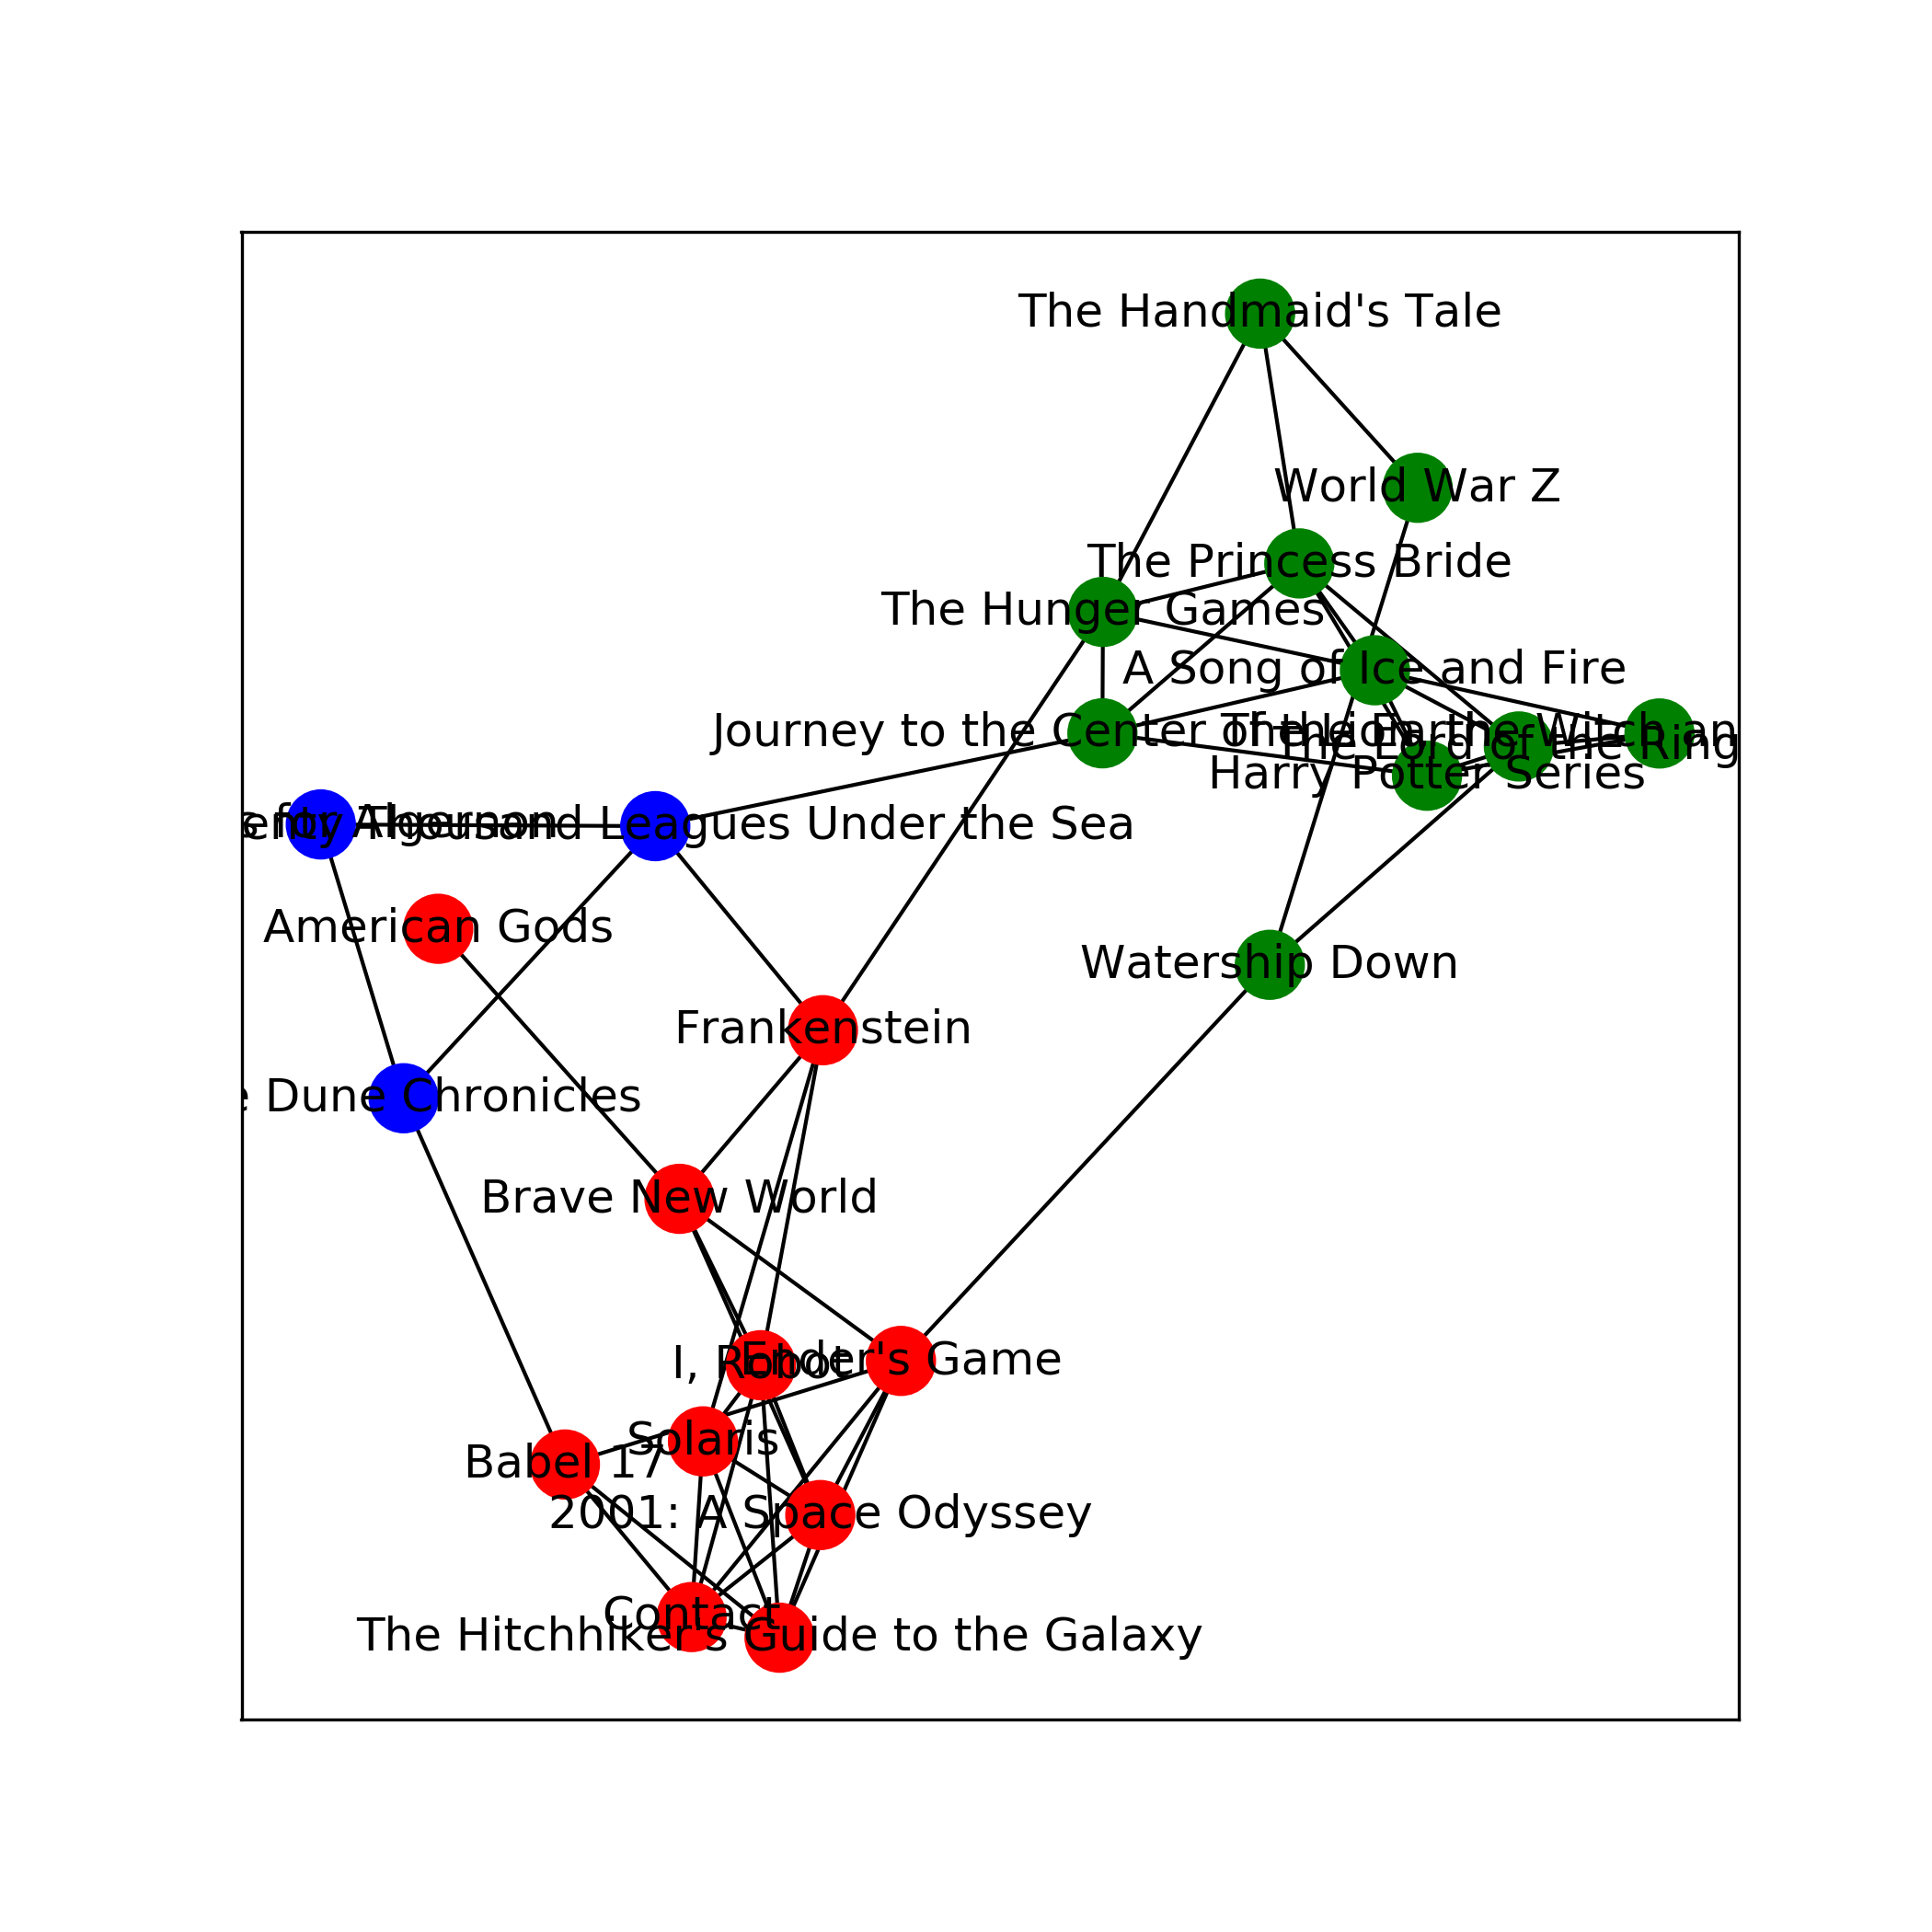 The Handmaid's Tale
World War Z
The Princess Bride
The Hunger Games
A Song of Ice and Fire
Journey to the Center of the Earth
The Lion, the Witch an
The Lord of the Ring
Harry Potter Series
s for Algernon
enty Thousand Leagues Under the Sea
American Gods
Watership Down
Frankenstein
e Dune Chronicles
Brave New World
I, Robot
Ender's Game
Solaris
Babel 17
2001: A Space Odyssey
Contact
The Hitchhiker's Guide to the Galaxy